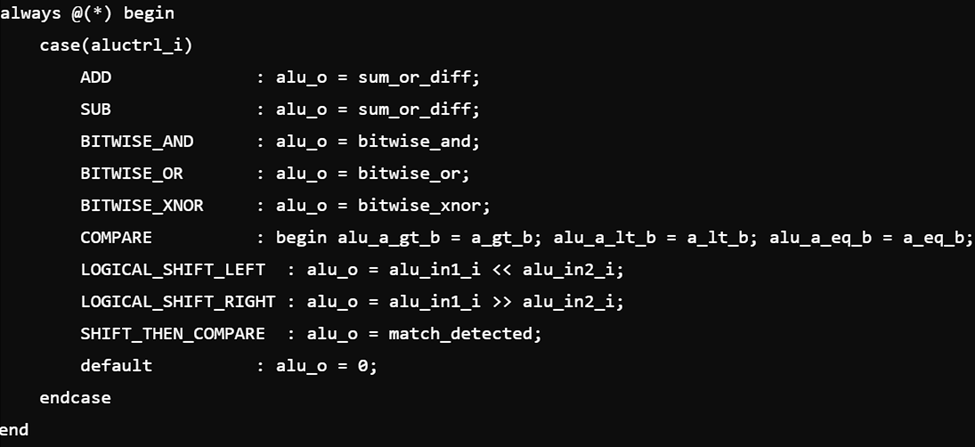 always @(*) begin
    case(aluctrl_i)
        ADD                 : alu_o = sum_or_diff;
        SUB                 : alu_o = sum_or_diff;
        BITWISE_AND         : alu_o = bitwise_and;
        BITWISE_OR          : alu_o = bitwise_or;
        BITWISE_XNOR        : alu_o = bitwise_xnor;
        COMPARE             : begin alu_a_gt_b = a_gt_b; alu_a_lt_b = a_lt_b; alu_a_eq_b = a_eq_b;
        LOGICAL_SHIFT_LEFT  : alu_o = alu_in1_i << alu_in2_i;
        LOGICAL_SHIFT_RIGHT : alu_o = alu_in1_i >> alu_in2_i;
        SHIFT_THEN_COMPARE  : alu_o = match_detected;
        default             : alu_o = 0;
    endcase
end